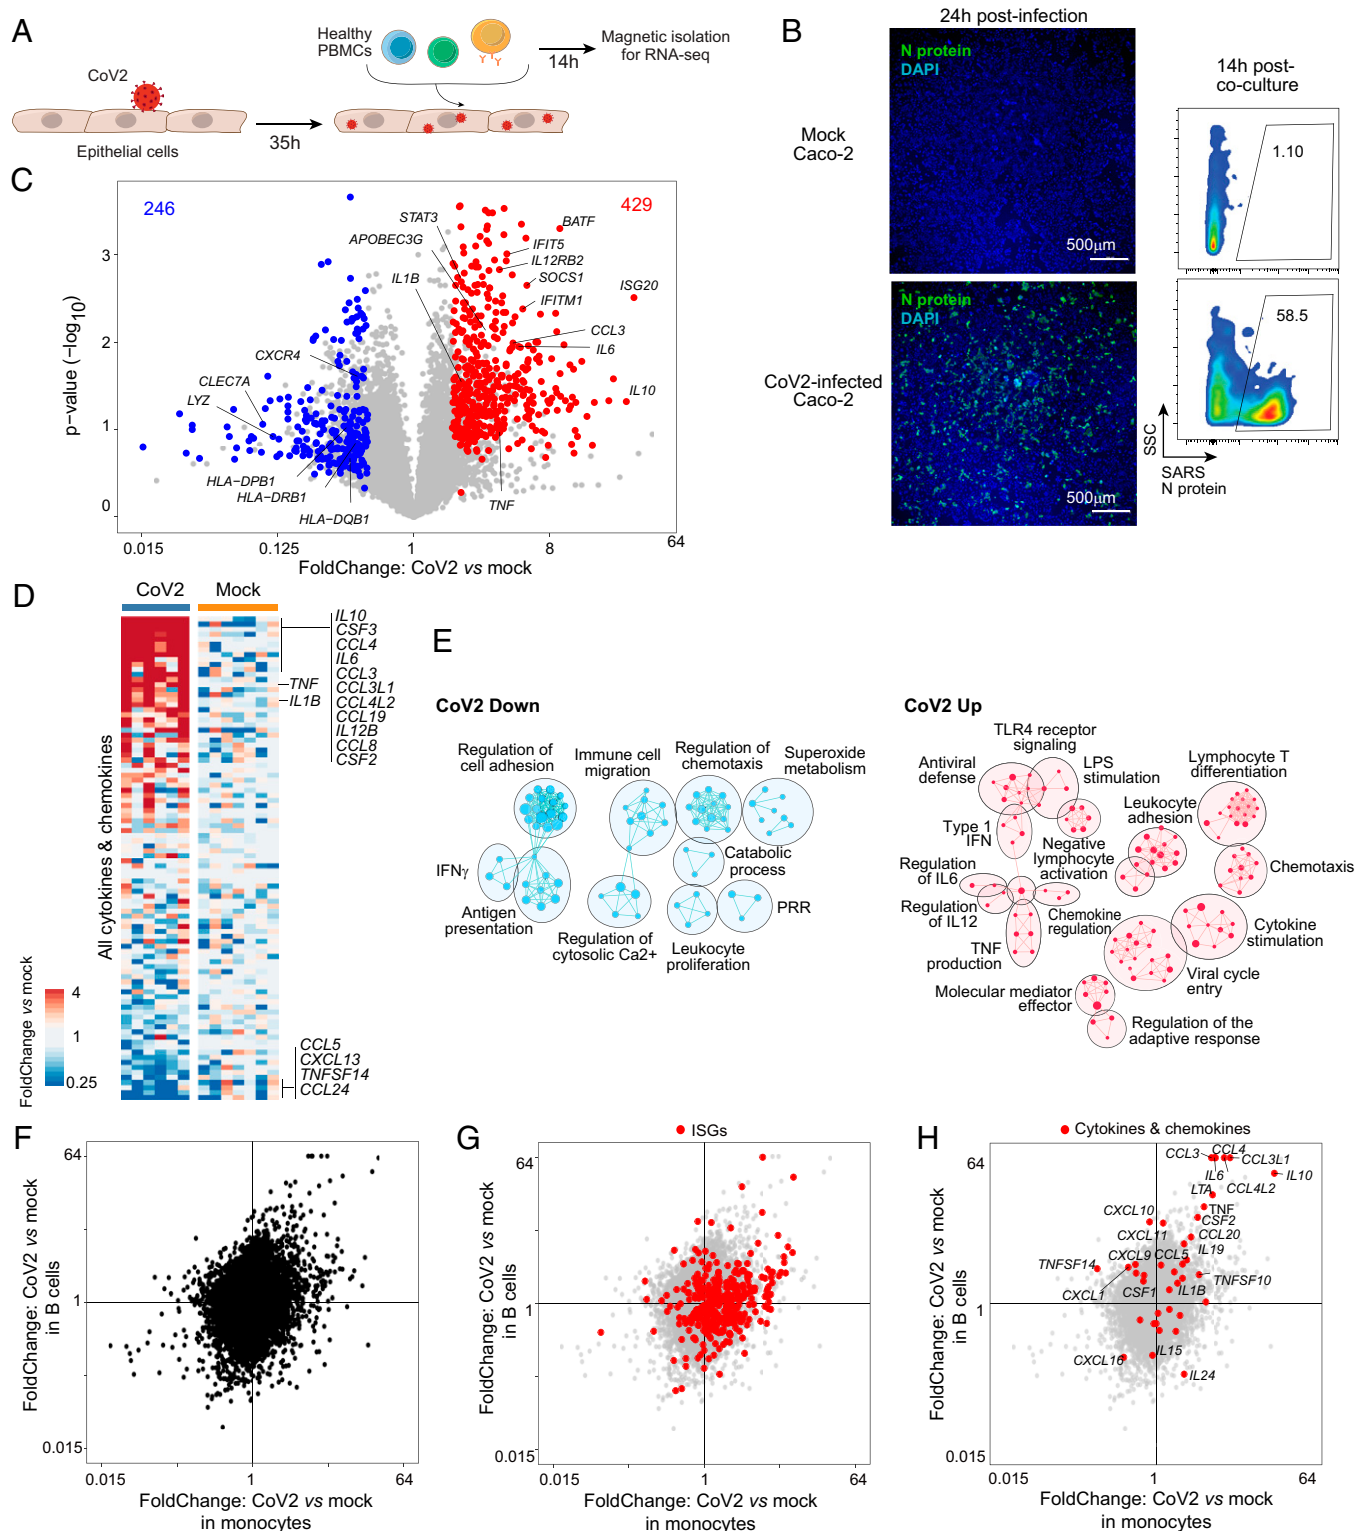 A
CoV2
Epithelial cells
35h
Healthy
PBMCs
14h
Magnetic isolation
for RNA-seq
B
24h post-infection
N protein
DAPI
500µm
Mock
Caco-2
14h post-
co-culture
1.10
N protein
DAPI
500µm
CoV2-infected
Caco-2
58.5
SSC
SARS
N protein
C
246
429
STAT3
APOBEC3G
IL1B
BATF
IFIT5
IL12RB2
SOCS1
IFITM1
ISG20
CCL3
IL6
IL10
CXCR4
CLEC7A
LYZ
HLA-DPB1
HLA-DRB1
HLA-DQB1
TNF
p-value (-log10)
3
2
1
0
0.015
0.125
1
8
64
FoldChange: CoV2 vs mock
D
CoV2
Mock
All cytokines & chemokines
IL10
CSF3
CCL4
IL6
CCL3
CCL3L1
CCL4L2
CCL19
IL12B
CCL8
CSF2
TNF
IL1B
CCL5
CXCL13
TNFSF14
CCL24
FoldChange vs mock
4
1
0.25
E
CoV2 Down
Regulation of
cell adhesion
Immune cell
migration
Regulation of
chemotaxis
Superoxide
metabolism
IFNγ
Antigen
presentation
Regulation of
cytosolic Ca2+
Catabolic
process
Leukocyte
proliferation
PRR
CoV2 Up
TLR4 receptor
signaling
Antiviral
defense
LPS
stimulation
Lymphocyte T
differentiation
Leukocyte
adhesion
Type 1
IFN
Negative
lymphocyte
activation
Chemotaxis
Regulation
of IL6
Regulation
of IL12
Chemokine
regulation
TNF
production
Cytokine
stimulation
Viral cycle
entry
Molecular mediator
effector
Regulation of the
adaptive response
F
FoldChange: CoV2 vs mock
in B cells
64
1
0.015
0.015
1
64
FoldChange: CoV2 vs mock
in monocytes
G
ISGs
FoldChange: CoV2 vs mock
in B cells
64
1
0.015
0.015
1
64
FoldChange: CoV2 vs mock
in monocytes
H
Cytokines & chemokines
FoldChange: CoV2 vs mock
in B cells
64
1
0.015
CCL3
CCL4
CCL3L1
IL6
IL10
CCL4L2
LTA
TNF
CXCL10
CSF2
CXCL11
CCL20
IL19
CXCL9
CCL5
TNFSF14
TNFSF10
CXCL1
CSF1
IL1B
CXCL16
IL15
IL24
0.015
1
64
FoldChange: CoV2 vs mock
in monocytes